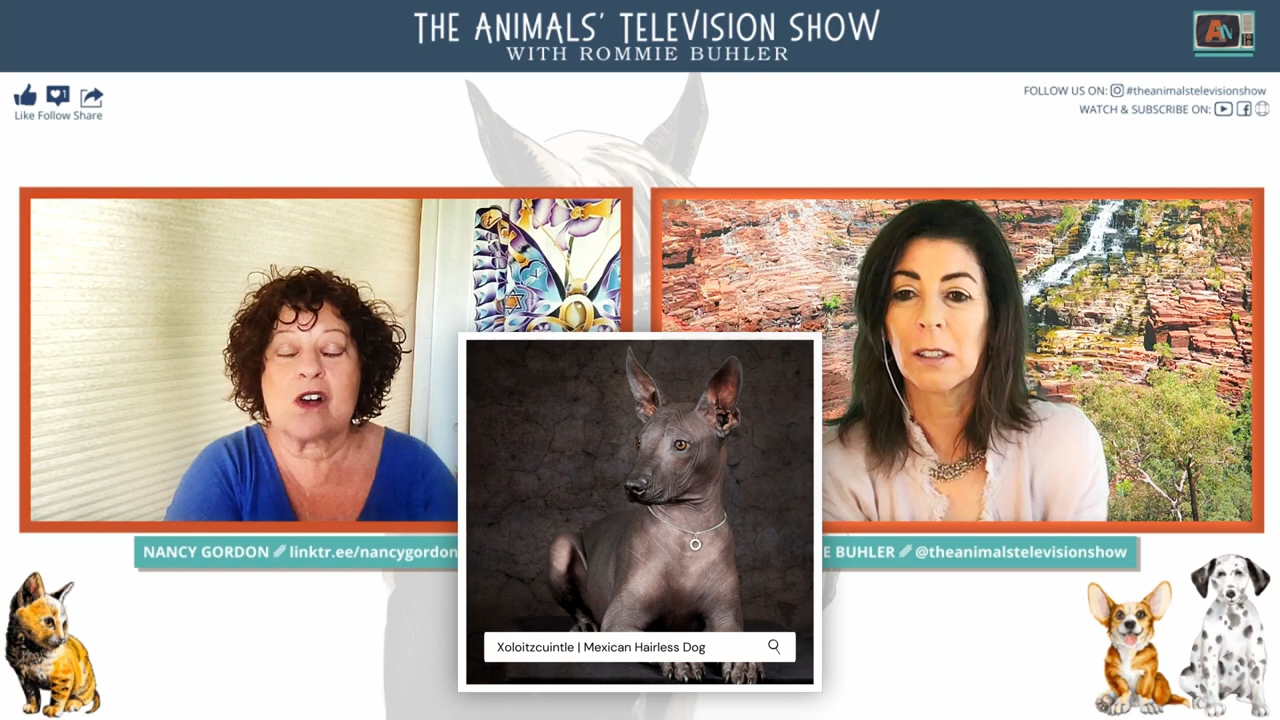 THE ANIMALS' TELEVISION SHOW
WITH ROMMIE BUHLER
Like Follow Share
FOLLOW US ON: #theanimalstelevisionshow
WATCH & SUBSCRIBE ON:
NANCY GORDON linktr.ee/nancygordon
E BUHLER @theanimalstelevisionshow
Xoloitzcuintle | Mexican Hairless Dog